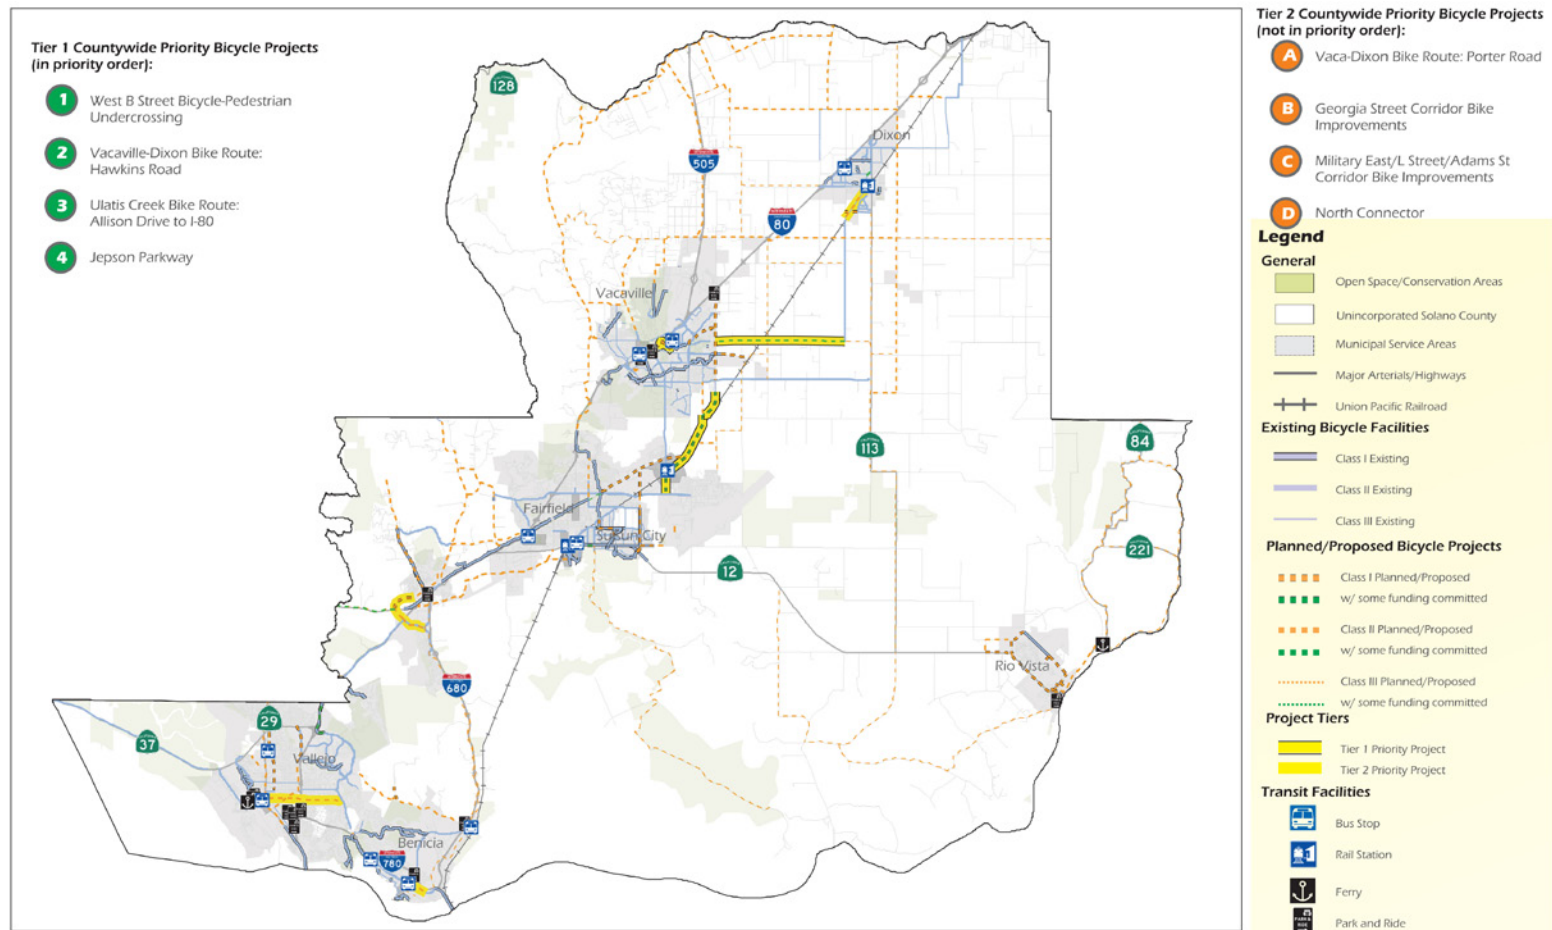 Tier 1 Countywide Priority Bicycle Projects
(in priority order):
1 West B Street Bicycle-Pedestrian
Undercrossing
2 Vacaville-Dixon Bike Route:
Hawkins Road
3 Ulatis Creek Bike Route:
Allison Drive to I-80
4 Jepson Parkway
128
505
Dixon
80
Vacaville
113
84
Fairfield
Suisun City
12
221
Rio Vista
680
29
37
Vallejo
Benicia
780
Tier 2 Countywide Priority Bicycle Projects
(not in priority order):
A Vaca-Dixon Bike Route: Porter Road
B Georgia Street Corridor Bike
Improvements
C Military East/L Street/Adams St
Corridor Bike Improvements
D North Connector
Legend
General
Open Space/Conservation Areas
Unincorporated Solano County
Municipal Service Areas
Major Arterials/Highways
Union Pacific Railroad
Existing Bicycle Facilities
Class I Existing
Class II Existing
Class III Existing
Planned/Proposed Bicycle Projects
Class I Planned/Proposed
w/ some funding committed
Class II Planned/Proposed
w/ some funding committed
Class III Planned/Proposed
w/ some funding committed
Project Tiers
Tier 1 Priority Project
Tier 2 Priority Project
Transit Facilities
Bus Stop
Rail Station
Ferry
PARK &
RIDE
Park and Ride